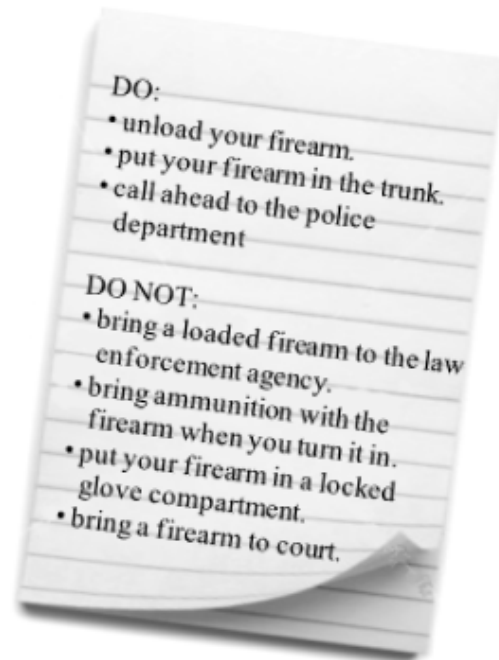 DO:
• unload your firearm.
• put your firearm in the trunk.
• call ahead to the police
department
DO NOT:
• bring a loaded firearm to the law
enforcement agency.
• bring ammunition with the
firearm when you turn it in.
• put your firearm in a locked
glove compartment.
• bring a firearm to court.